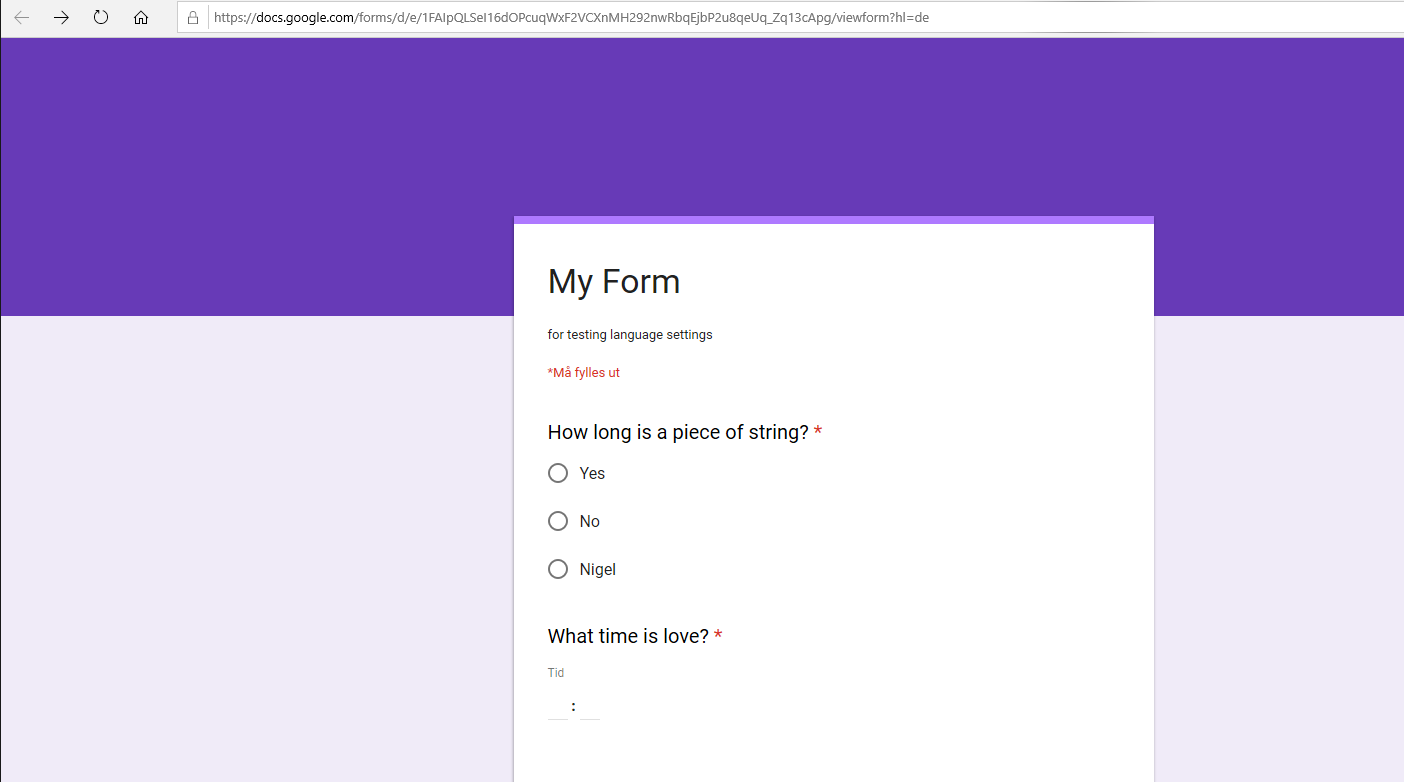 https://docs.google.com/forms/d/e/1FAIpQLSeI16dOPcuqWxF2VCXnMH292nwRbqEjbP2u8qeUq_Zq13cApg/viewform?hl=de
My Form
for testing language settings
*Må fylles ut
How long is a piece of string? *
Yes
No
Nigel
What time is love? *
Tid
: